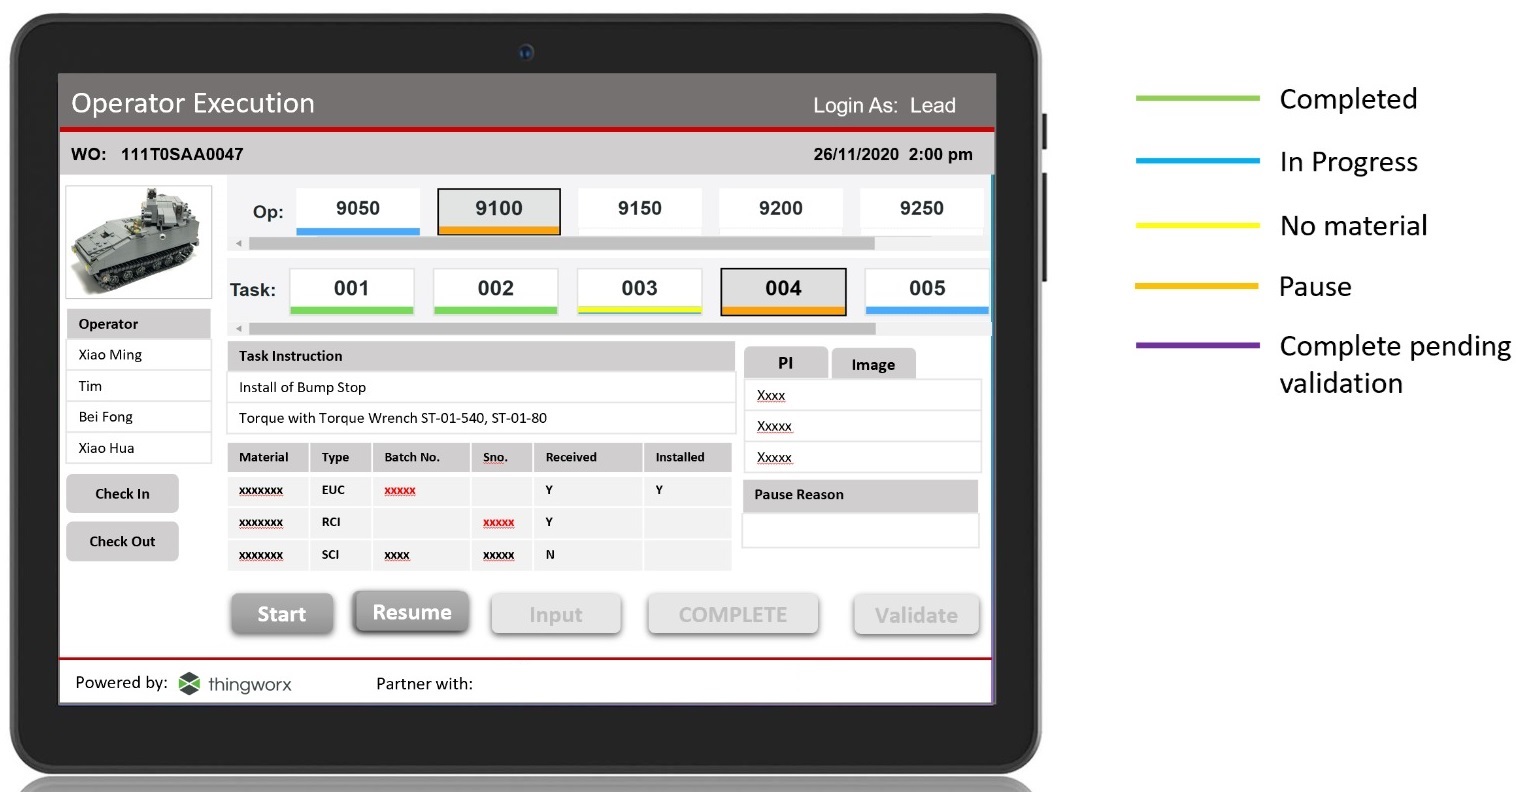 Operator Execution
Login As: Lead
WO: 111T0SAA0047
26/11/2020 2:00 pm
Op: 9050 9100 9150 9200 9250
Task: 001 002 003 004 005
Operator
Xiao Ming
Tim
Bei Fong
Xiao Hua
Check In
Check Out
Task Instruction
Install of Bump Stop
Torque with Torque Wrench ST-01-540, ST-01-80
Material Type Batch No. Sno. Received Installed
xxxxxxx EUC xxxxx Y Y
xxxxxxx RCI xxxxx Y
xxxxxxx SCI xxxx xxxxx N
PI Image
Xxxx
Xxxxx
Xxxxx
Pause Reason
Start Resume Input COMPLETE Validate
Powered by: thingworx Partner with:
Completed
In Progress
No material
Pause
Complete pending
validation